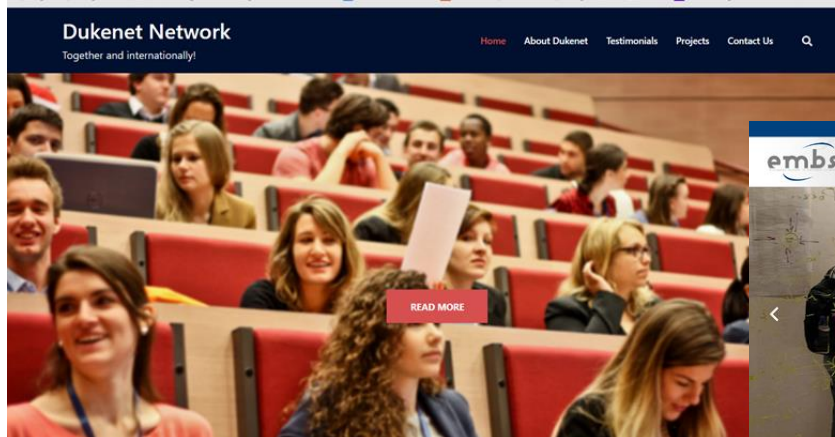 Dukenet Network
Together and internationally!
Home About Dukenet Testimonials Projects Contact Us
embs
READ MORE